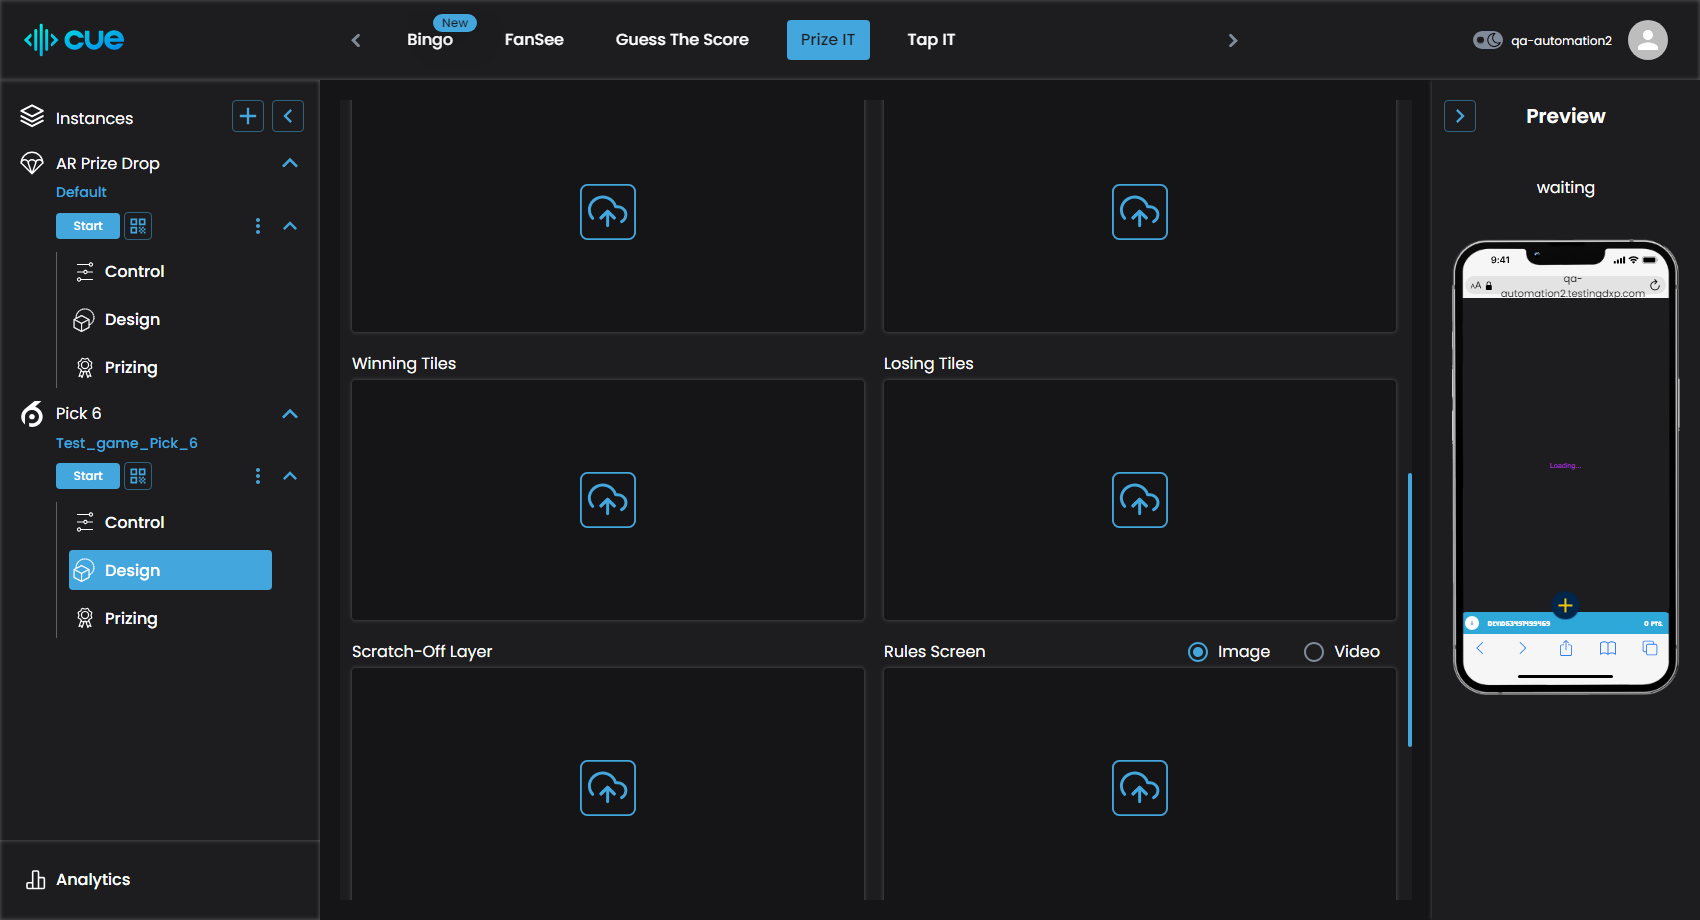 cue
New
Bingo
FanSee
Guess The Score
Prize IT
Tap IT
qa-automation2
Instances
AR Prize Drop
Default
Start
Control
Design
Prizing
Pick 6
Test_game_Pick_6
Start
Control
Design
Prizing
Analytics
Winning Tiles
Losing Tiles
Scratch-Off Layer
Rules Screen
Image
Video
Preview
waiting
9:41
AA
qa-
automation2.testingdxp.com
Loading...
0 PTS.